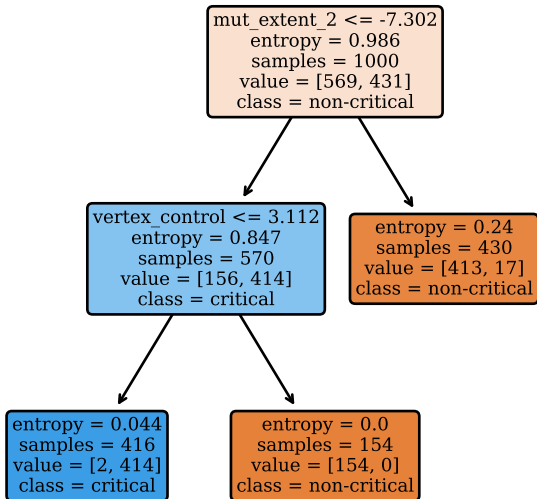 mut_extent_2 <= -7.302
entropy = 0.986
samples = 1000
value = [569, 431]
class = non-critical
vertex_control <= 3.112
entropy = 0.847
samples = 570
value = [156, 414]
class = critical
entropy = 0.24
samples = 430
value = [413, 17]
class = non-critical
entropy = 0.044
samples = 416
value = [2, 414]
class = critical
entropy = 0.0
samples = 154
value = [154, 0]
class = non-critical